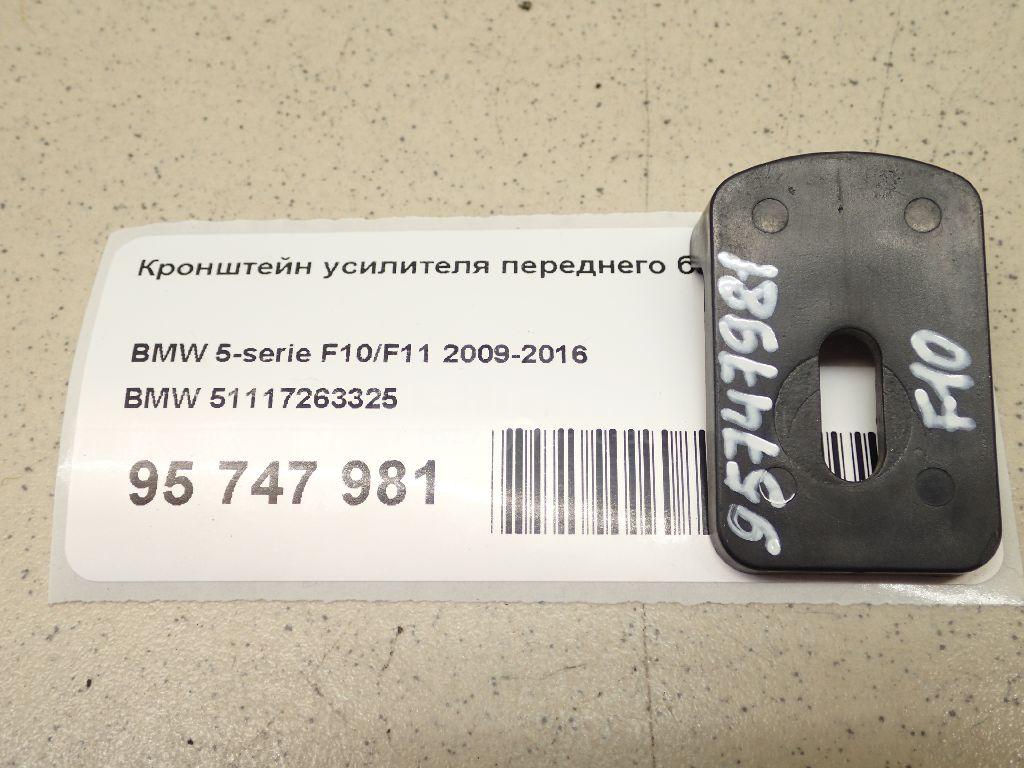 Кронштейн усилителя переднего
BMW 5-serie F10/F11 2009-2016
BMW 51117263325
95 747 981
95747981
F10